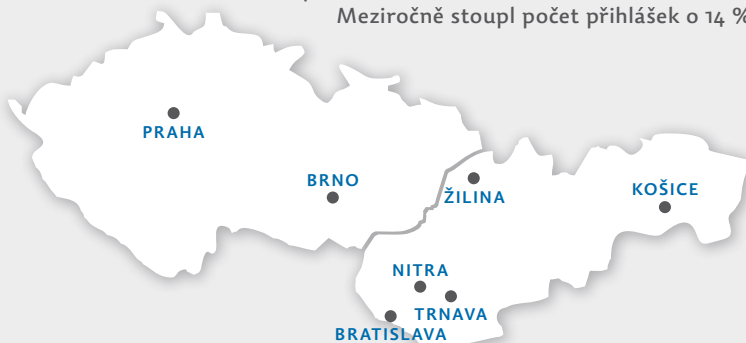 Meziročně stoupl počet přihlášek o 14 %
PRAHA
BRNO
ŽILINA
KOŠICE
NITRA
TRNAVA
BRATISLAVA